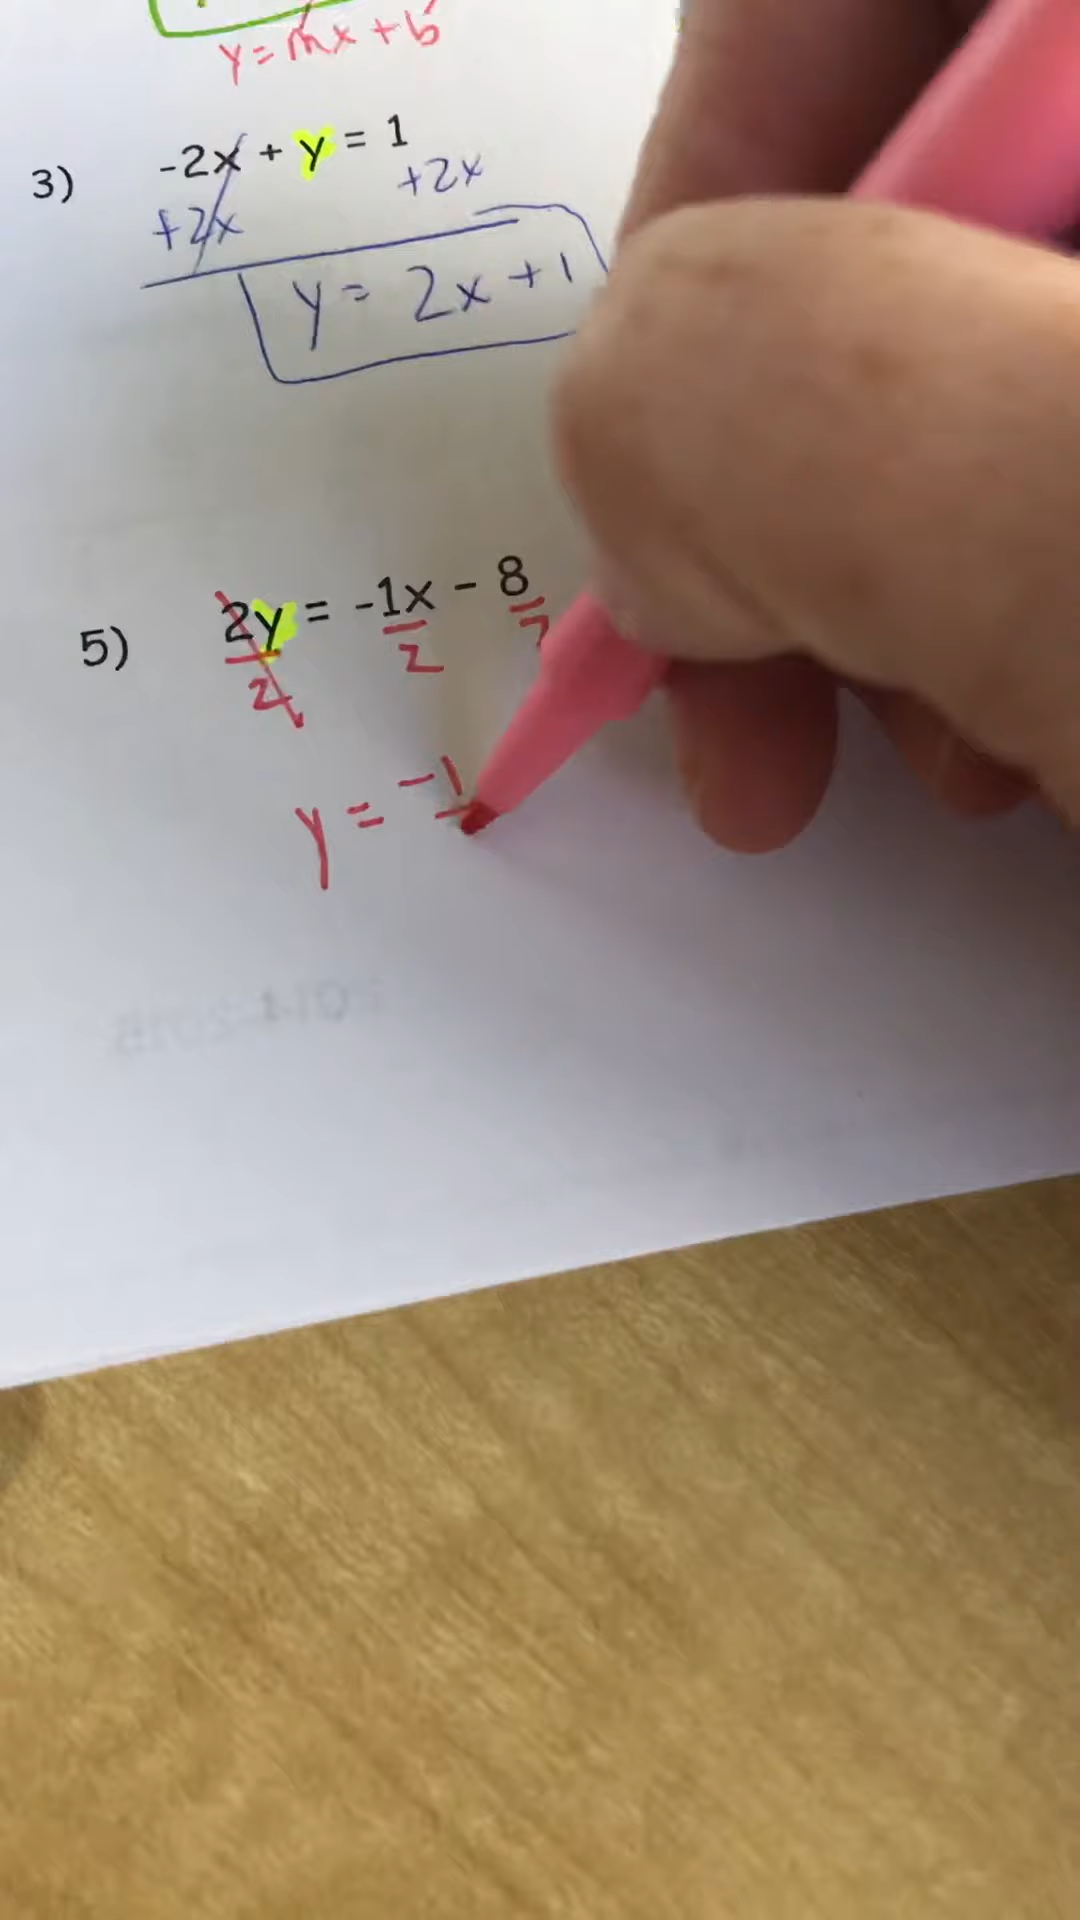 y = mx + b
3) -2x + y = 1
+2x +2x
y = 2x + 1
5) 2y = -1x - 8
2 2
y = -1